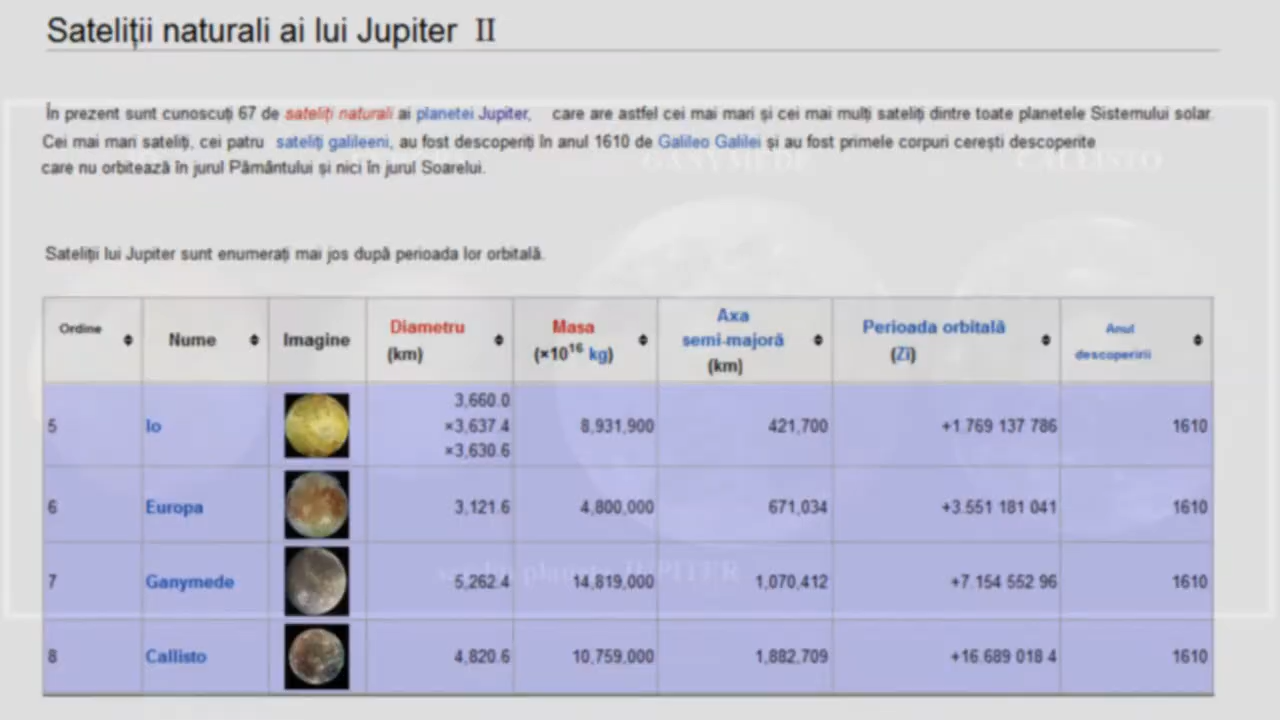 Sateliții naturali ai lui Jupiter II
În prezent sunt cunoscuți 67 de sateliți naturali ai planetei Jupiter, care are astfel cei mai mari și cei mai mulți sateliți dintre toate planetele Sistemului solar.
Cei mai mari sateliți, cei patru sateliți galileeni, au fost descoperiți în anul 1610 de Galileo Galilei și au fost primele corpuri cerești descoperite
care nu orbitează în jurul Pământului și nici în jurul Soarelui.
GANYMEDE CALLISTO
Sateliții lui Jupiter sunt enumerați mai jos după perioada lor orbitală.
Ordine Nume Imagine Diametru (km) Masa (×10¹⁶ kg) Axa semi-majoră (km) Perioada orbitală (Zi) Anul descoperirii
5 Io 3,660.0 ×3,637.4 ×3,630.6 8,931,900 421,700 +1.769 137 786 1610
6 Europa 3,121.6 4,800,000 671,034 +3.551 181 041 1610
7 Ganymede 5,262.4 14,819,000 1,070,412 +7.154 552 96 1610
8 Callisto 4,820.6 10,759,000 1,882,709 +16.689 018 4 1610
planeta JUPITER